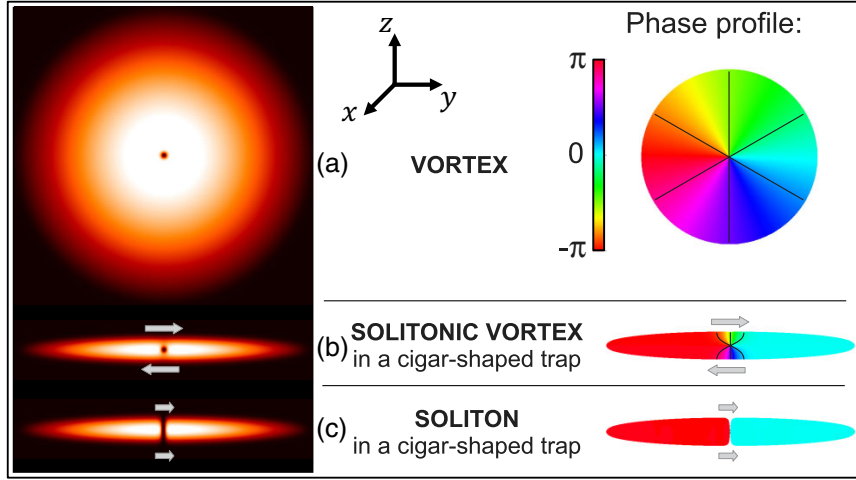 Phase profile:
z
y
x
π
0
-π
(a) VORTEX
(b) SOLITONIC VORTEX
in a cigar-shaped trap
(c) SOLITON
in a cigar-shaped trap